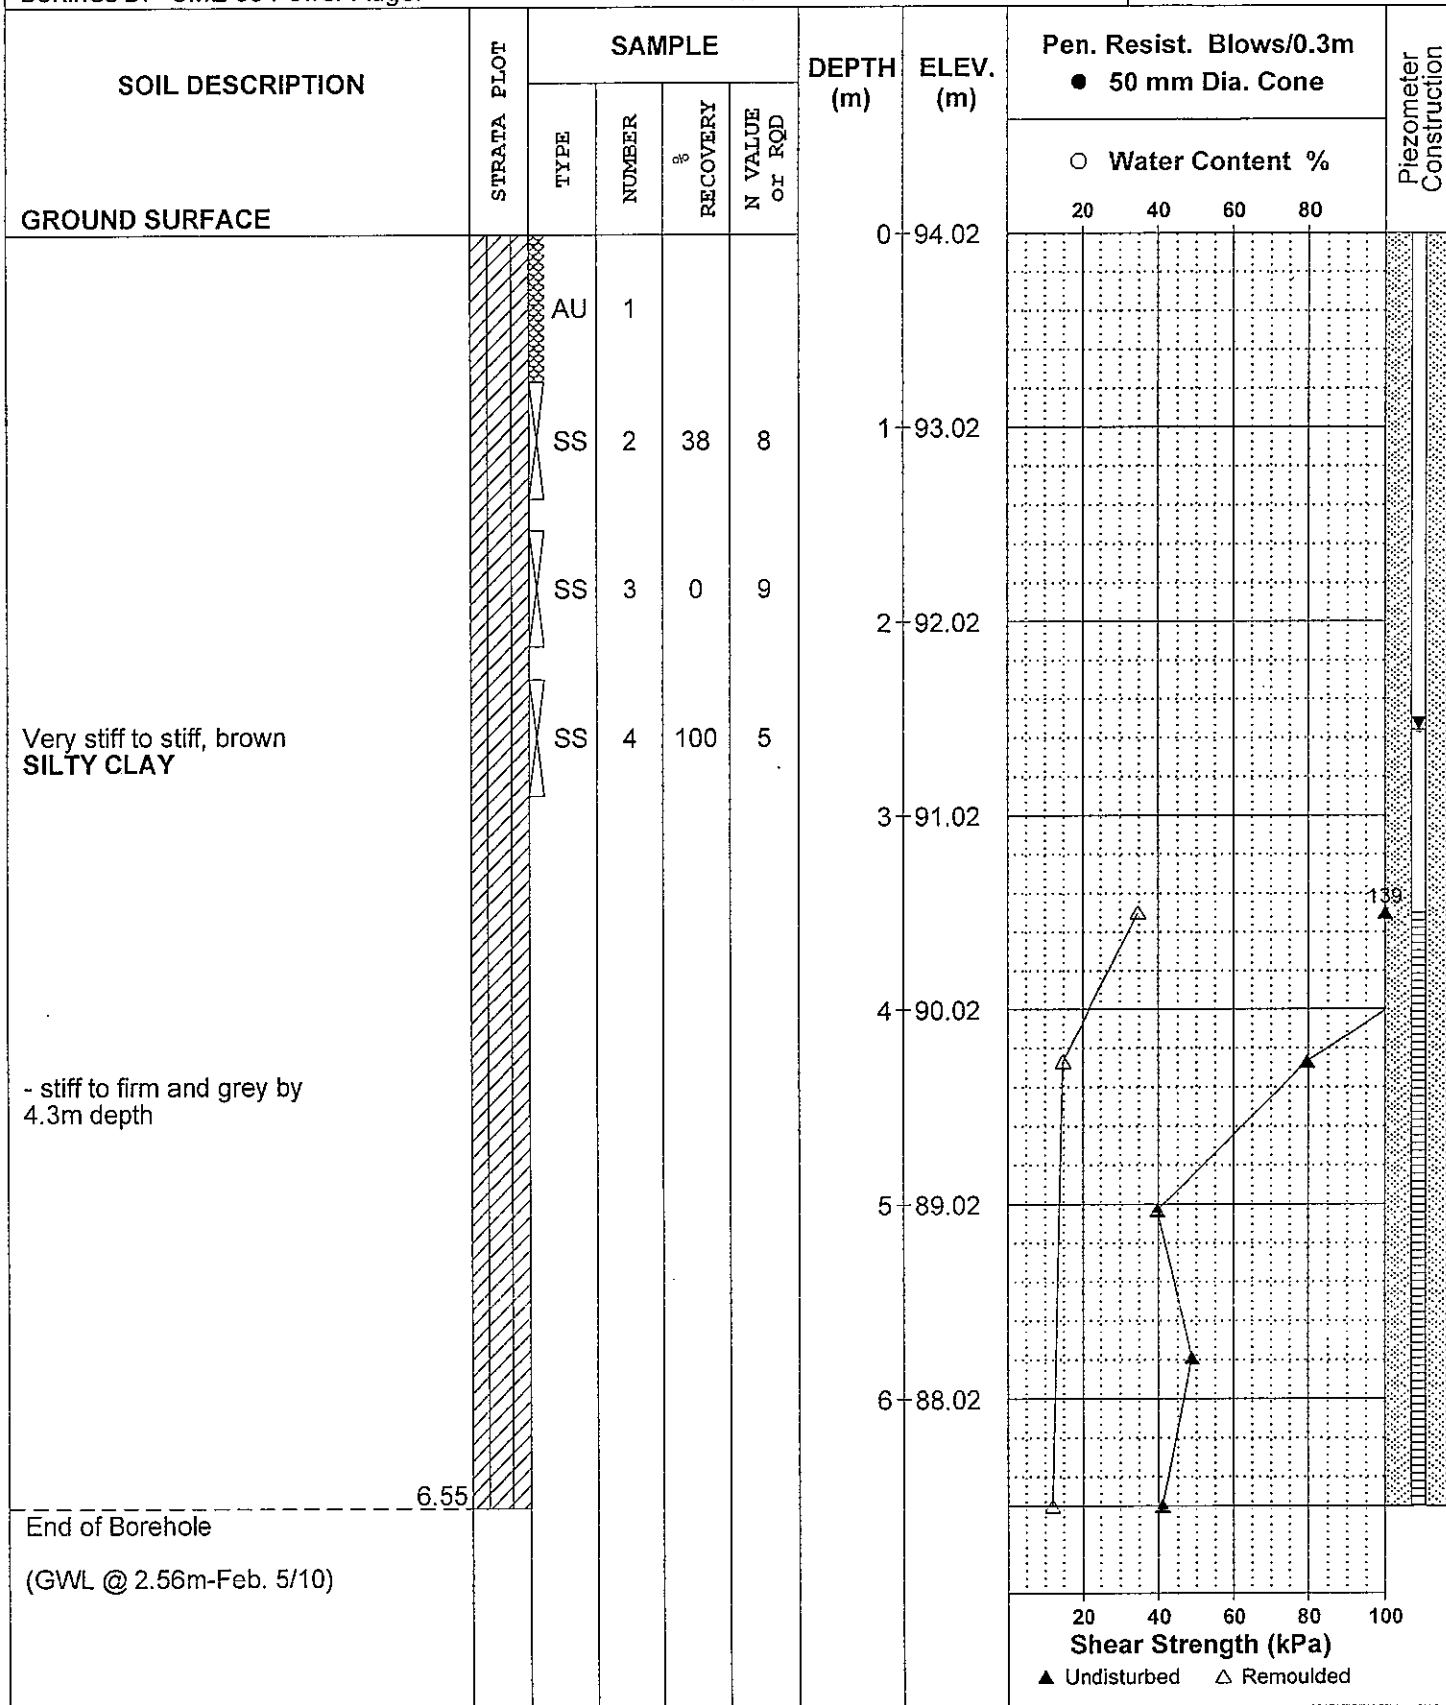 SOIL DESCRIPTION
GROUND SURFACE
STRATA PLOT
SAMPLE
TYPE
NUMBER
% RECOVERY
N VALUE or RQD
DEPTH (m)
ELEV. (m)
Pen. Resist. Blows/0.3m
● 50 mm Dia. Cone
○ Water Content %
20 40 60 80
Piezometer Construction
0 94.02
AU 1
SS 2 38 8
1 93.02
SS 3 0 9
2 92.02
Very stiff to stiff, brown
SILTY CLAY
SS 4 100 5
3 91.02
139
4 90.02
- stiff to firm and grey by
4.3m depth
5 89.02
6 88.02
6.55
End of Borehole
(GWL @ 2.56m-Feb. 5/10)
20 40 60 80 100
Shear Strength (kPa)
▲ Undisturbed △ Remoulded